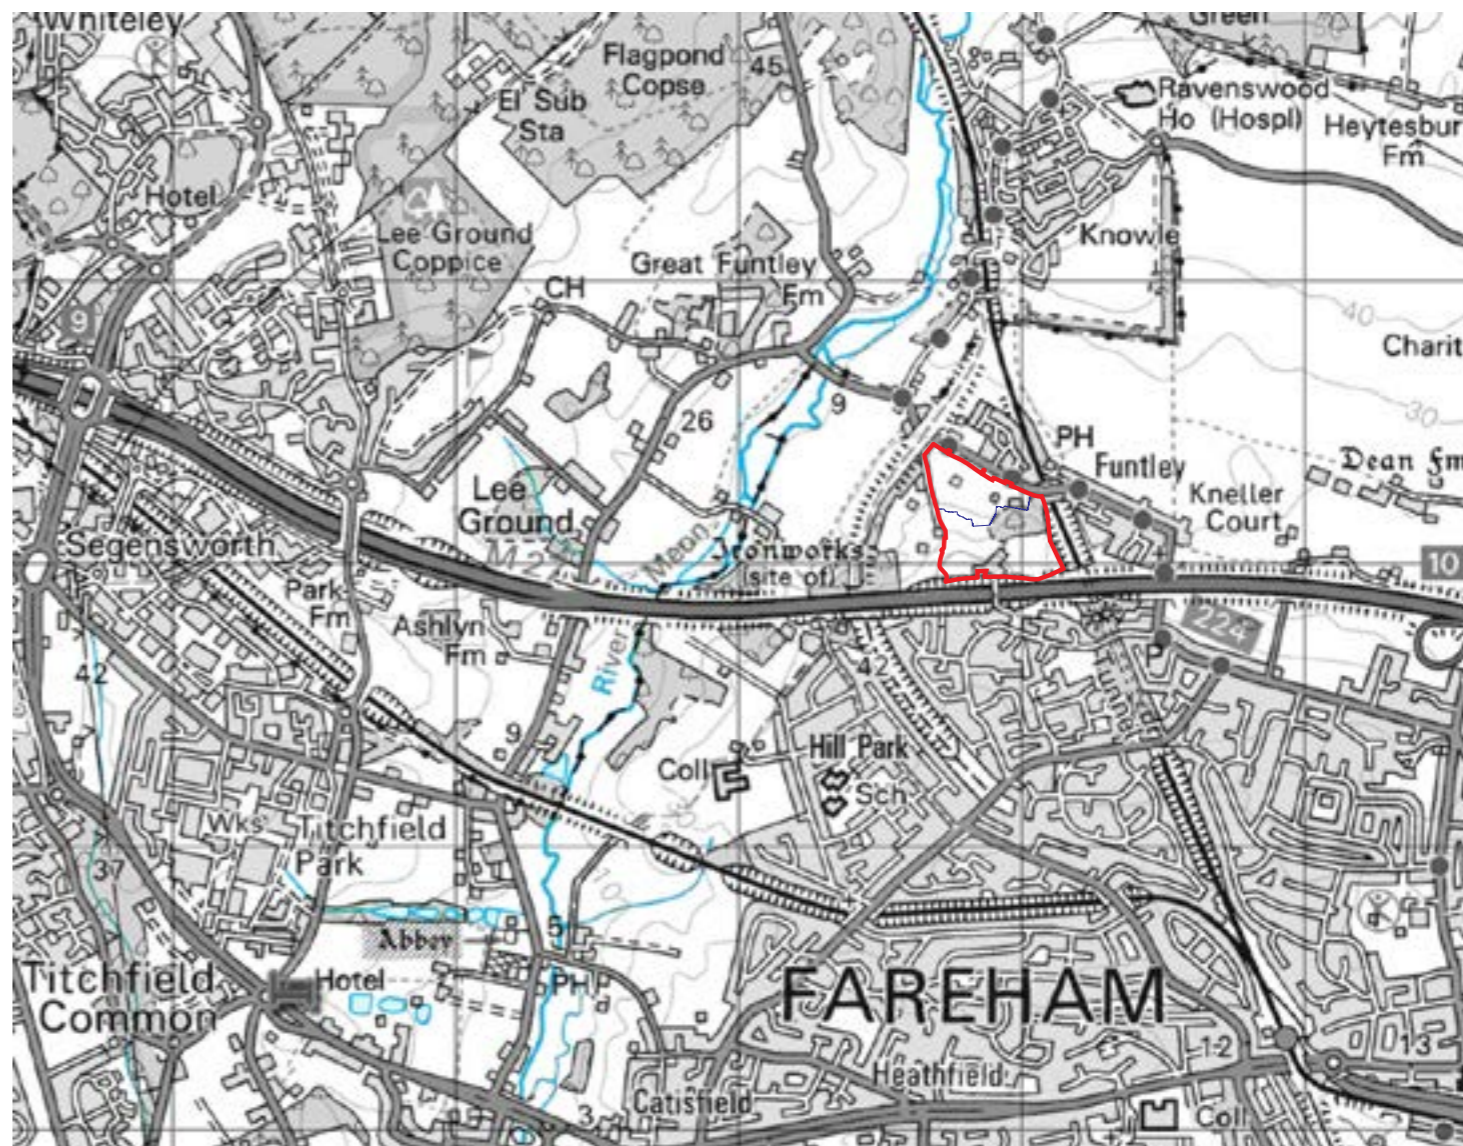 Whiteley
Green
Flagpond
Copse
45
El Sub
Sta
Ravenswood
Ho (Hospl)
Heytesbur
Fm
Hotel
Lee Ground
Coppice
Knowle
Great Funtley
Fm
CH
40
9
Charit
30
26
9
PH
Funtley
Dean Fm
Lee
Ground
Kneller
Court
Segensworth
M 27
Meon
Ironworks
(site of)
10
Park
Fm
Ashlyn
Fm
River
224
42
42
Tunnel
9
Hill Park
Coll
Sch
Wks
Titchfield
Park
37
10
5
Abbey
Titchfield
Common
Hotel
PH
FAREHAM
12
13
Heathfield
Catisfield
3
Coll